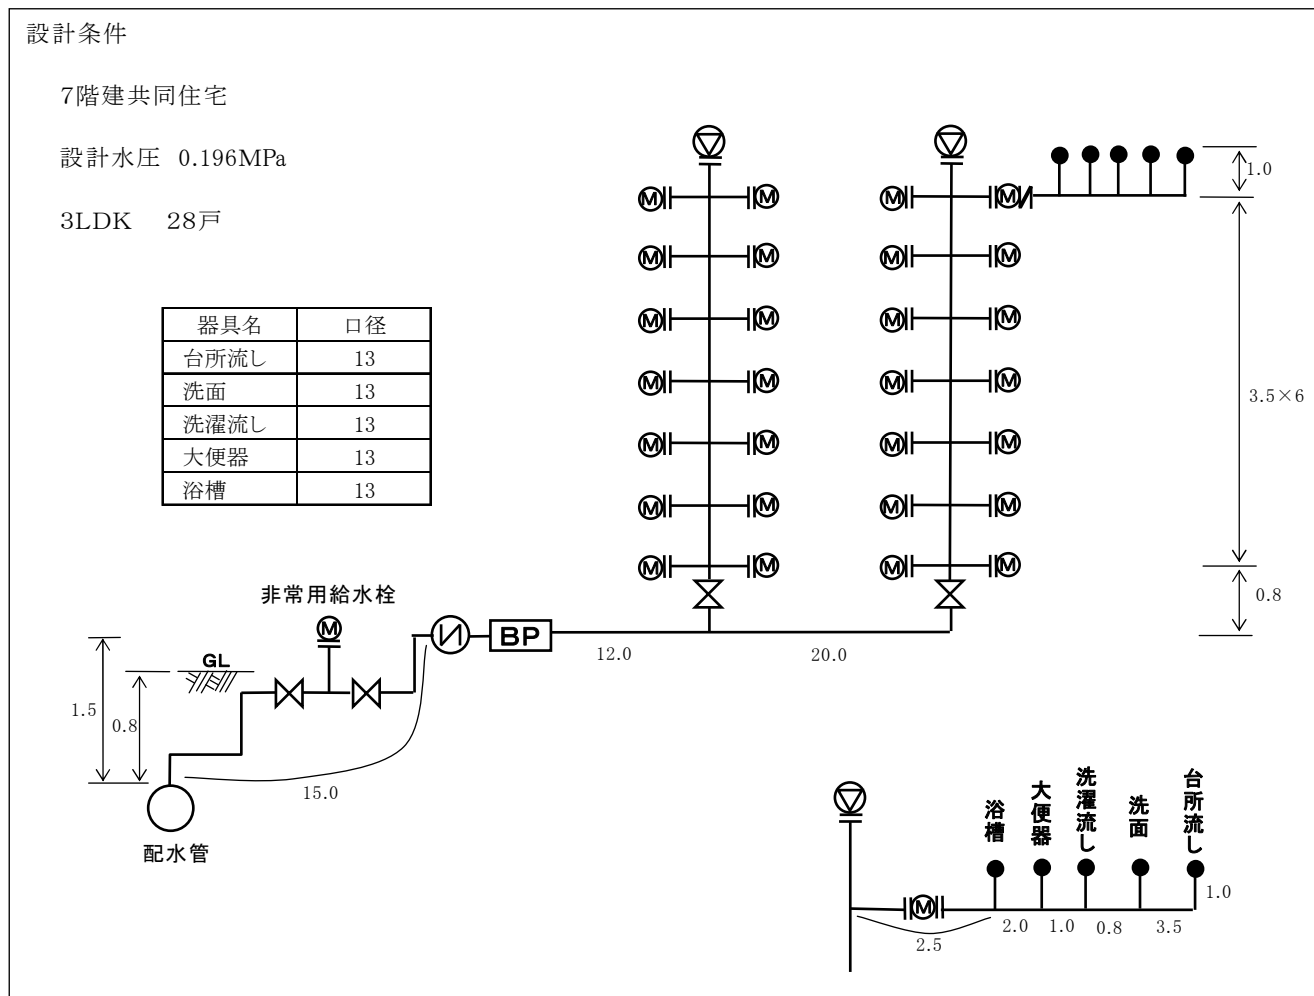 設計条件
7階建共同住宅
設計水圧 0.196MPa
3LDK 28戸
器具名 口径
台所流し 13
洗面 13
洗濯流し 13
大便器 13
浴槽 13
M M M M
1.0
M M M M
M M M M
M M M M
3.5×6
M M M M
M M M M
M M M M
0.8
非常用給水栓
M
BP
12.0
20.0
GL
1.5
0.8
15.0
配水管
浴槽
大便器
洗濯流し
洗面
台所流し
1.0
M
2.5
2.0
1.0
0.8
3.5